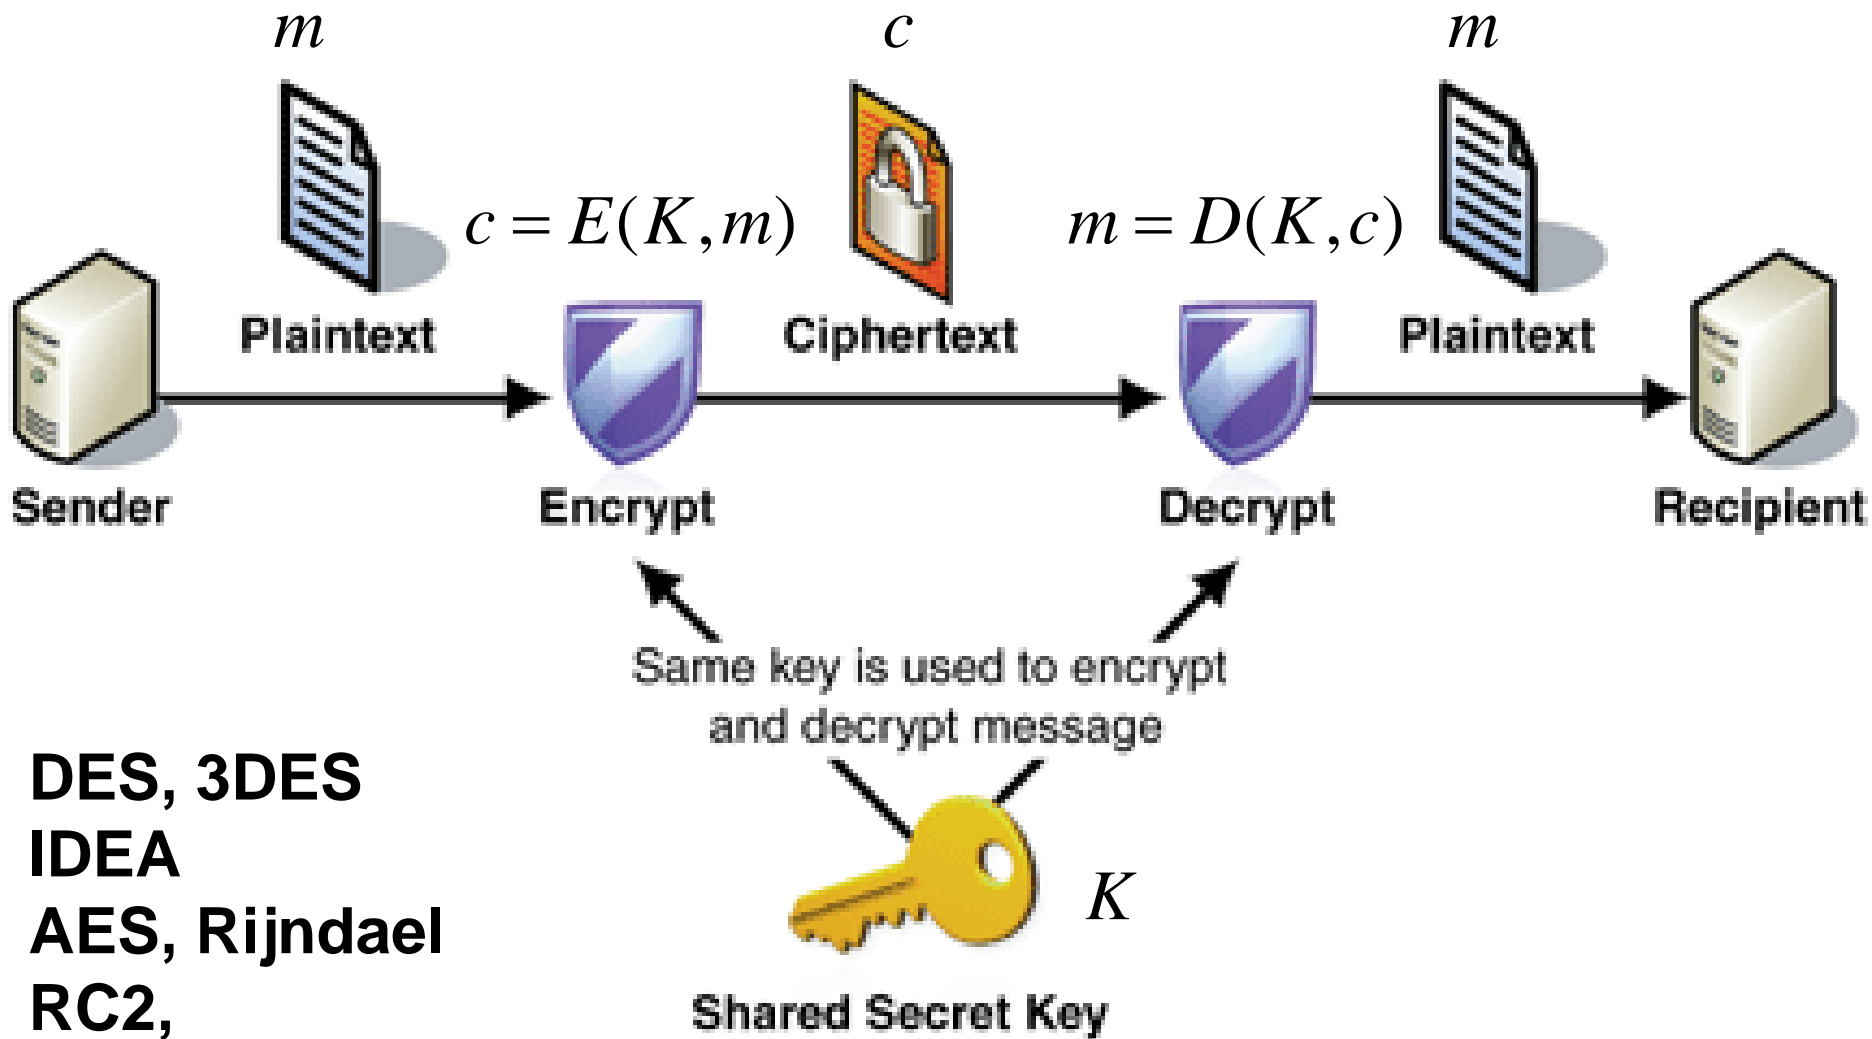 m
c
m
c = E(K,m)
m = D(K,c)
Plaintext
Ciphertext
Plaintext
Sender
Encrypt
Decrypt
Recipient
Same key is used to encrypt
and decrypt message
DES, 3DES
IDEA
AES, Rijndael
RC2,
K
Shared Secret Key